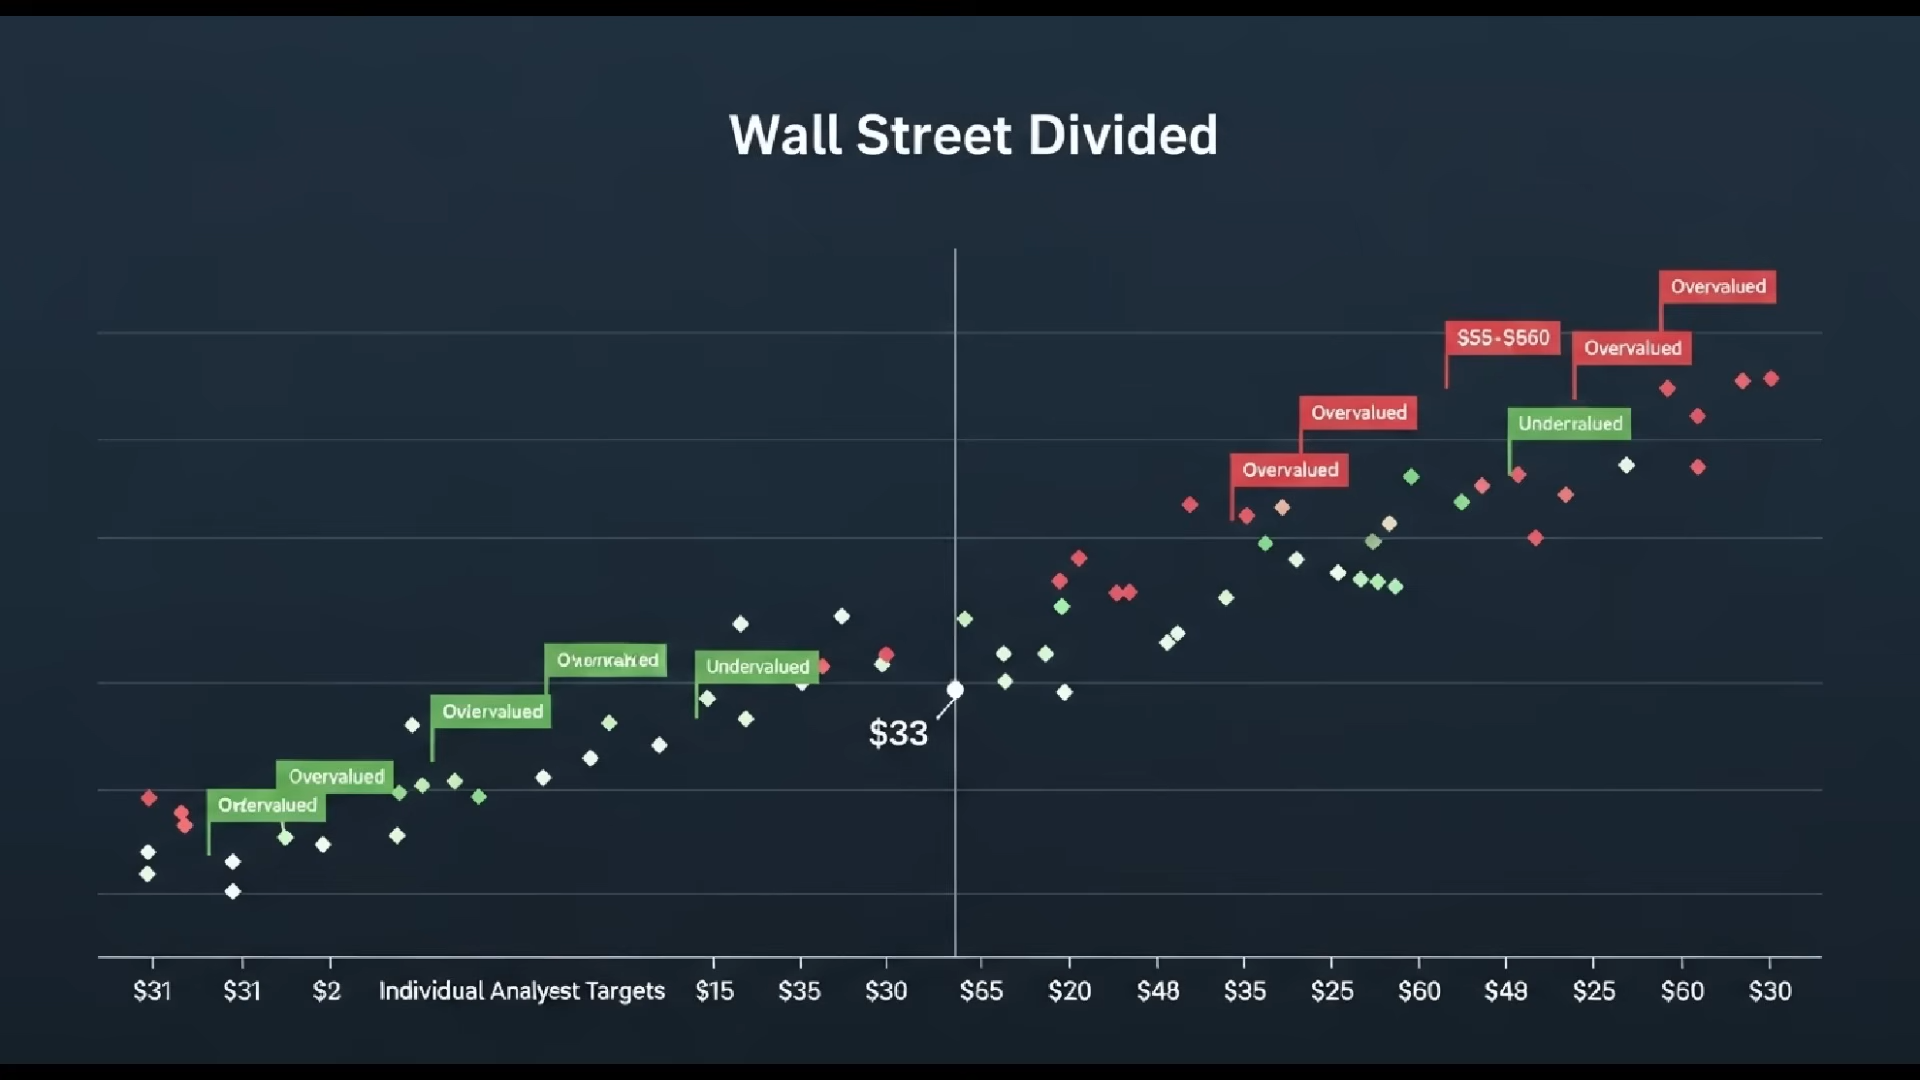 Wall Street Divided
Overvalued
$55-$560
Overvalued
Overvalued
Underralued
Overvalued
Undervalued
Oviervalued
$33
Overvalued
Ontervalued
$31 $31 $2 Individual Analyest Targets $15 $35 $30 $65 $20 $48 $35 $25 $60 $48 $25 $60 $30